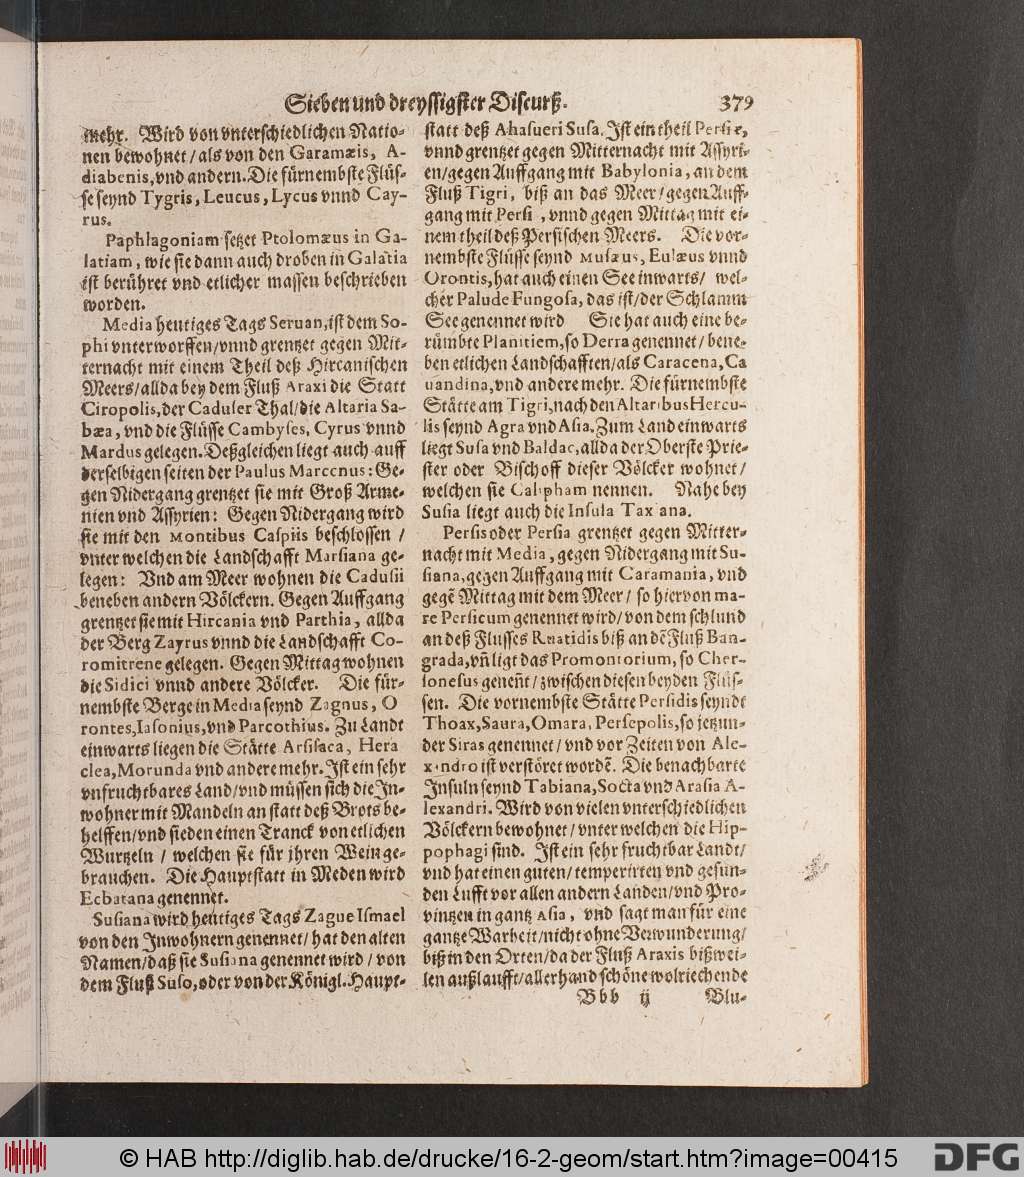 Sieben und dreyssigster Discurß. 379
mehr. Wird von vnterschiedlichen Natio-
nen bewohnet / als von den Garamæis, A-
diabenis, vnd andern. Die fürnembste Flüs-
se seynd Tygris, Leucus, Lycus vnnd Cay-
rus.
Paphlagoniam setzet Ptolomæus in Ga-
latiam, wie sie dann auch droben in Galatia
ist berühret vnd etlicher massen beschrieben
worden.
Media heutiges Tags Seruan, ist dem So-
phi vnterworffen / vnnd grentzet gegen Mit-
ternacht mit einem Theil deß Hircanischen
Meers / allda bey dem Fluß Araxi die Statt
Ciropolis, der Caduser Thal / die Altaria Sa-
bæa, vnd die Flüsse Cambyses, Cyrus vnnd
Mardus gelegen. Deßgleichen liegt auch auff
derselbigen seiten der Paulus Marcenus: Ge-
gen Nidergang grentzet sie mit Groß Arme-
nien vnd Assyrien: Gegen Nidergang wird
sie mit den Montibus Caspiis beschlossen /
vnter welchen die Landschafft Marsiana ge-
legen: Vnd am Meer wohnen die Cadusii
beneben andern Völckern. Gegen Auffgang
grentzet sie mit Hircania vnd Parthia, allda
der Berg Zayrus vnnd die Landschafft Co-
romitrene gelegen. Gegen Mittag wohnen
die Sidici vnnd andere Völcker. Die für-
nembste Berge in Media seynd Zagnus, O
rontes, Iasonius, vnd Parcothius. Zu Landt
einwarts liegen die Stätte Arsisaca, Hera
clea, Morunda vnd andere mehr. Ist ein sehr
vnfruchtbares Land / vnd müssen sich die In-
wohner mit Mandeln an statt deß Brots be-
helffen / vnd sieden einen Tranck von etlichen
Wurtzeln / welchen sie für jhren Wein ge-
brauchen. Die Hauptstatt in Meden wird
Ecbatana genennet.
Susiana wird heutiges Tags Zague Ismael
von den Inwohnern genennet / hat den alten
Namen / daß sie Susiana genennet wird / von
dem Fluß Suso, oder von der Königl. Haupt-
statt deß Ahasueri Susa. Ist ein theil Persiæ,
vnnd grentzet gegen Mitternacht mit Assyri-
en / gegen Auffgang mit Babylonia, an dem
Fluß Tigri, biß an das Meer / gegen Auff-
gang mit Persi , vnnd gegen Mittag mit ei-
nem theil deß Persischen Meers. Die vor-
nembste Flüsse seynd Musæus, Eulæus vnnd
Orontis, hat auch einen See inwarts / wel-
cher Palude Fungosa, das ist / der Schlamm
See genennet wird Sie hat auch eine be-
rümbte Planitiem, so Derra genennet / bene-
ben etlichen Landschafften / als Caracena, Ca
uandina, vnd andere mehr. Die fürnembste
Stätte am Tigri, nach den Altaribus Hercu-
lis seynd Agra vnd Asia. Zum Land einwarts
liegt Susa vnd Baldac, allda der Oberste Prie-
ster oder Bischoff dieser Völcker wohnet /
welchen sie Calipham nennen. Nahe bey
Susia liegt auch die Insula Taxiana.
Persis oder Persia grentzet gegen Mitter-
nacht mit Media, gegen Nidergang mit Su-
siana, gegen Auffgang mit Caramania, vnd
gegē Mittag mit dem Meer / so hiervon ma-
re Persicum genennet wird / von dem schlund
an deß Flusses Ruatidis biß an dē Fluß Ban-
grada, vñ ligt das Promontorium, so Cher-
sonesus geneñt / zwischen diesen beyden Flüs-
sen. Die vornembste Stätte Persidis seyndt
Thoax, Saura, Omara, Persepolis, so jetzun-
der Siras genennet / vnd vor Zeiten von Ale-
xandro ist verstöret wordē. Die benachbarte
Insuln seynd Tabiana, Socta vnd Arasia A-
lexandri. Wird von vielen vnterschiedlichen
Völckern bewohnet / vnter welchen die Hip-
pophagi sind. Ist ein sehr fruchtbar Landt /
vnd hat einen guten / temperirten vnd gesun-
den Lufft vor allen andern Landen / vnd Pro-
vintzen in gantz Asia, vnd sagt man für eine
gantze Warheit / nicht ohne Verwunderung /
biß in den Orten / da der Fluß Araxis bißwei-
len außlaufft / allerhand schöne wolriechende
Bbb ij Blu-
© HAB http://diglib.hab.de/drucke/16-2-geom/start.htm?image=00415
DFG